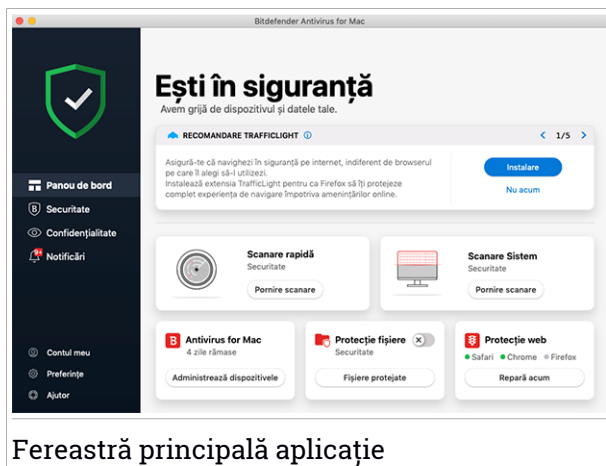 Bitdefender Antivirus for Mac
Ești în siguranță
Avem grijă de dispozitivul și datele tale.
RECOMANDARE TRAFFICLIGHT
1/5
Asigură-te că navighezi în siguranță pe internet, indiferent de browserul
pe care îl alegi să-l utilizezi.
Instalează extensia TrafficLight pentru ca Firefox să îți protejeze
complet experiența de navigare împotriva amenințărilor online.
Instalare
Nu acum
Panou de bord
B Securitate
Confidențialitate
9+ Notificări
Scanare rapidă
Securitate
Pornire scanare
Scanare Sistem
Securitate
Pornire scanare
B Antivirus for Mac
4 zile rămase
Administrează dispozitivele
Protecție fișiere
Securitate
Fișiere protejate
Protecție web
Safari Chrome Firefox
Repară acum
Contul meu
Preferințe
Ajutor
Fereastră principală aplicație